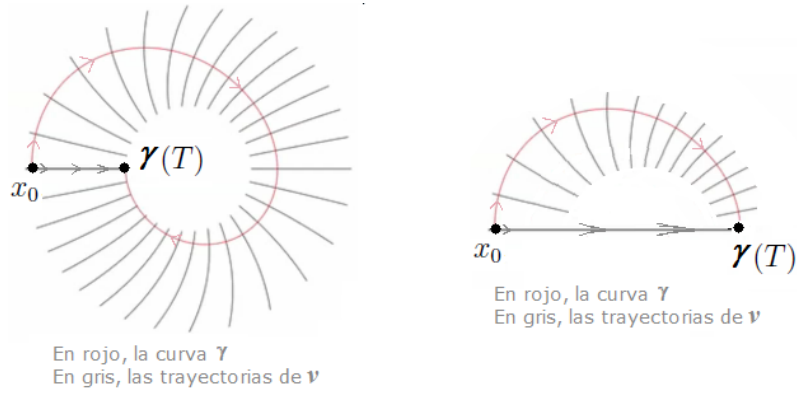 γ(T)
x₀
En rojo, la curva γ
En gris, las trayectorias de ν
x₀
γ(T)
En rojo, la curva γ
En gris, las trayectorias de ν